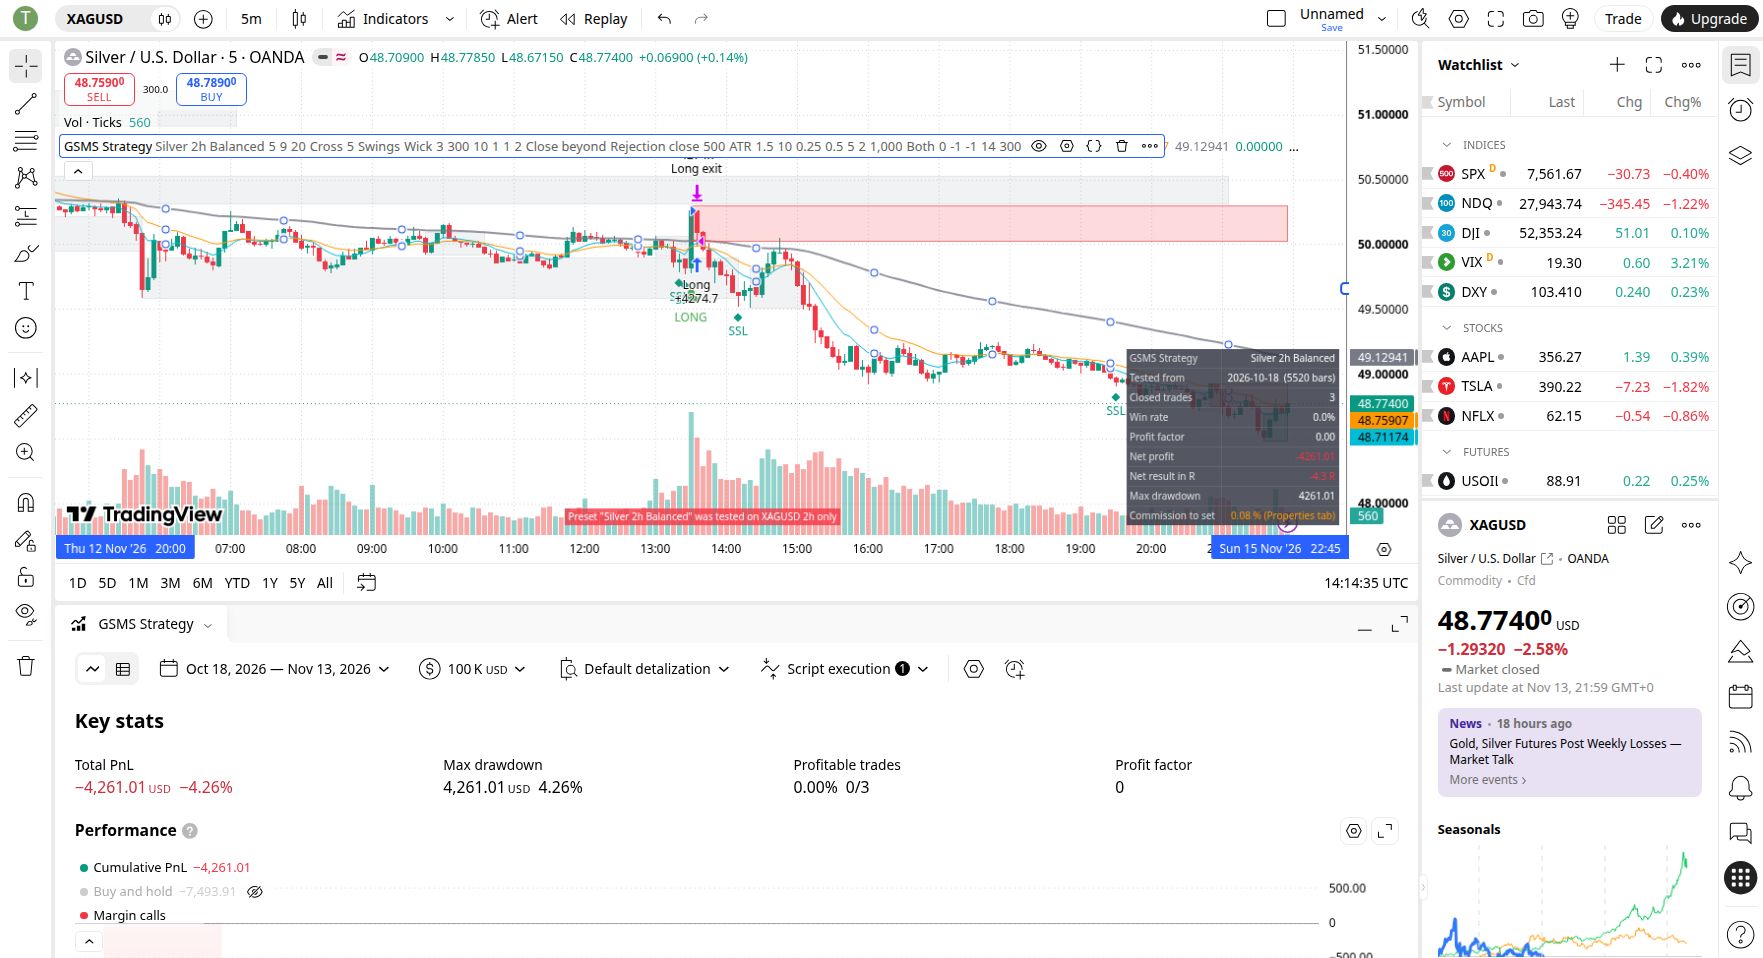 T XAGUSD 5m Indicators Alert Replay Unnamed Save Trade Upgrade
Silver / U.S. Dollar · 5 · OANDA O48.70900 H48.77850 L48.67150 C48.77400 +0.06900 (+0.14%)
48.75900 SELL 300.0 48.78900 BUY
Vol · Ticks 560
GSMS Strategy Silver 2h Balanced 5 9 20 Cross 5 Swings Wick 3 300 10 1 1 2 Close beyond Rejection close 500 ATR 1.5 10 0.25 0.5 5 2 1,000 Both 0 -1 -1 14 300 49.12941 0.00000 ...
Long exit
Long
+4274.7
LONG
SSL
SSL
51.50000
51.00000
50.50000
50.00000
49.50000
49.12941
49.00000
48.77400
48.75907
48.71174
48.00000
560
GSMS Strategy Silver 2h Balanced
Tested from 2026-10-18 (5520 bars)
Closed trades 3
Win rate 0.0%
Profit factor 0.00
Net profit -4261.01
Net result in R -4.3 R
Max drawdown 4261.01
Commission to set 0.08 % (Properties tab)
TradingView
Preset "Silver 2h Balanced" was tested on XAGUSD 2h only
Thu 12 Nov '26 20:00 07:00 08:00 09:00 10:00 11:00 12:00 13:00 14:00 15:00 16:00 17:00 18:00 19:00 20:00 Sun 15 Nov '26 22:45
1D 5D 1M 3M 6M YTD 1Y 5Y All 14:14:35 UTC
GSMS Strategy
Oct 18, 2026 — Nov 13, 2026 100 K USD Default detalization Script execution 1
Key stats
Total PnL Max drawdown Profitable trades Profit factor
−4,261.01 USD −4.26% 4,261.01 USD 4.26% 0.00% 0/3 0
Performance ?
Cumulative PnL −4,261.01
Buy and hold −7,493.91
Margin calls
500.00
0
−500.00
Watchlist
Symbol Last Chg Chg%
INDICES
500 SPX D 7,561.67 −30.73 −0.40%
100 NDQ 27,943.74 −345.45 −1.22%
30 DJI 52,353.24 51.01 0.10%
VIX D 19.30 0.60 3.21%
DXY 103.410 0.240 0.23%
STOCKS
AAPL 356.27 1.39 0.39%
TSLA 390.22 −7.23 −1.82%
NFLX 62.15 −0.54 −0.86%
FUTURES
USOIL 88.91 0.22 0.25%
XAGUSD
Silver / U.S. Dollar · OANDA
Commodity · Cfd
48.77400 USD
−1.29320 −2.58%
Market closed
Last update at Nov 13, 21:59 GMT+0
News · 18 hours ago
Gold, Silver Futures Post Weekly Losses —
Market Talk
More events ›
Seasonals